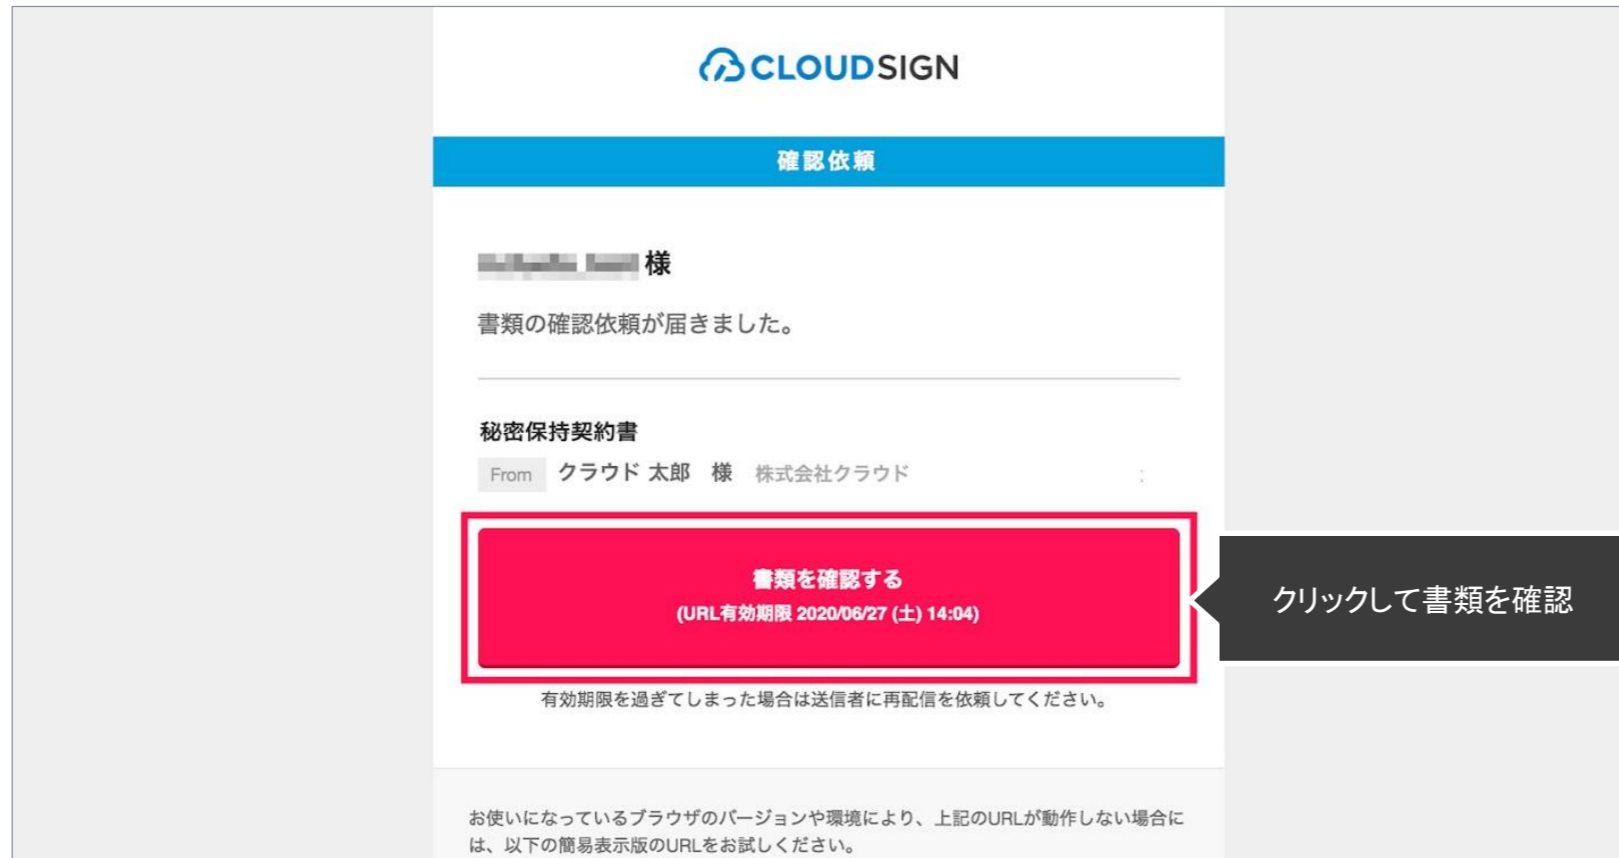 CLOUDSIGN
確認依頼
様
書類の確認依頼が届きました。
秘密保持契約書
From クラウド 太郎 様 株式会社クラウド
書類を確認する
(URL有効期限 2020/06/27 (土) 14:04)
クリックして書類を確認
有効期限を過ぎてしまった場合は送信者に再配信を依頼してください。
お使いになっているブラウザのバージョンや環境により、上記のURLが動作しない場合に
は、以下の簡易表示版のURLをお試しください。